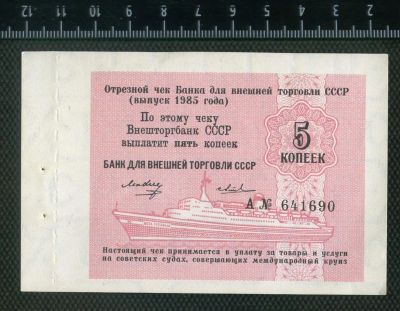 12 11 10 9 8 7 6 5 4 3 2
Отрезной чек Банка для внешней торговли СССР
(выпуск 1985 года)
По этому чеку
Внешторгбанк СССР
выплатит пять копеек
5
КОПЕЕК
БАНК ДЛЯ ВНЕШНЕЙ ТОРГОВЛИ СССР
А № 641690
Настоящий чек принимается в уплату за товары и услуги
на советских судах, совершающих международный круиз